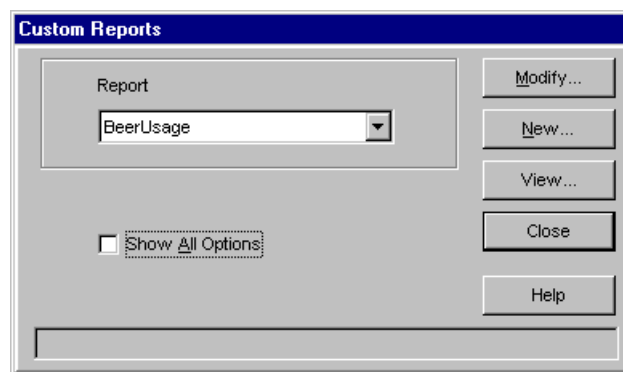 Custom Reports
Report
BeerUsage
Show All Options
Modify...
New...
View...
Close
Help